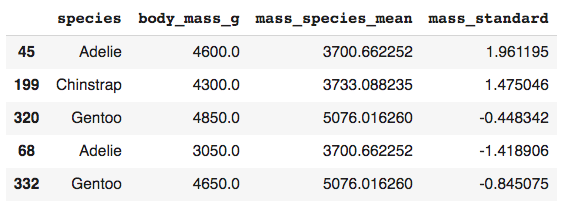 species body_mass_g mass_species_mean mass_standard
45 Adelie 4600.0 3700.662252 1.961195
199 Chinstrap 4300.0 3733.088235 1.475046
320 Gentoo 4850.0 5076.016260 -0.448342
68 Adelie 3050.0 3700.662252 -1.418906
332 Gentoo 4650.0 5076.016260 -0.845075